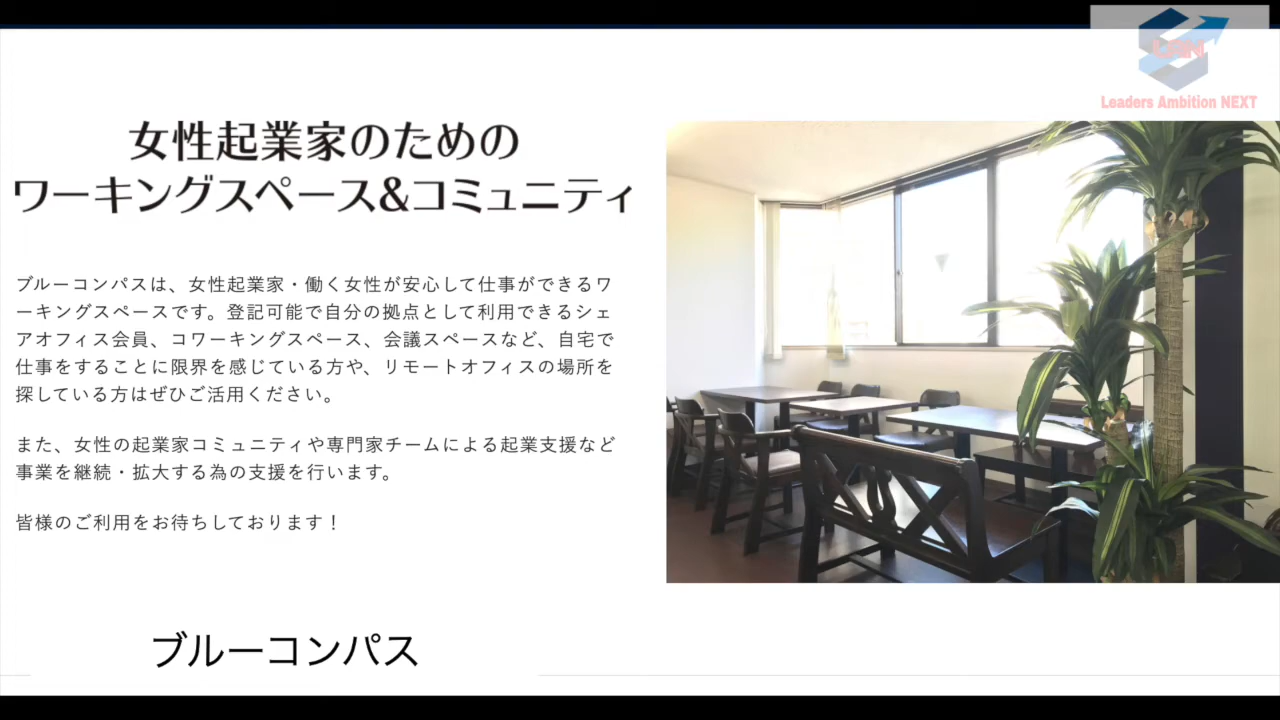 LAN
Leaders Ambition NEXT
女性起業家のための
ワーキングスペース&コミュニティ
ブルーコンパスは、女性起業家・働く女性が安心して仕事ができるワ
ーキングスペースです。登記可能で自分の拠点として利用できるシェ
アオフィス会員、コワーキングスペース、会議スペースなど、自宅で
仕事をすることに限界を感じている方や、リモートオフィスの場所を
探している方はぜひご活用ください。
また、女性の起業家コミュニティや専門家チームによる起業支援など
事業を継続・拡大する為の支援を行います。
皆様のご利用をお待ちしております！
ブルーコンパス